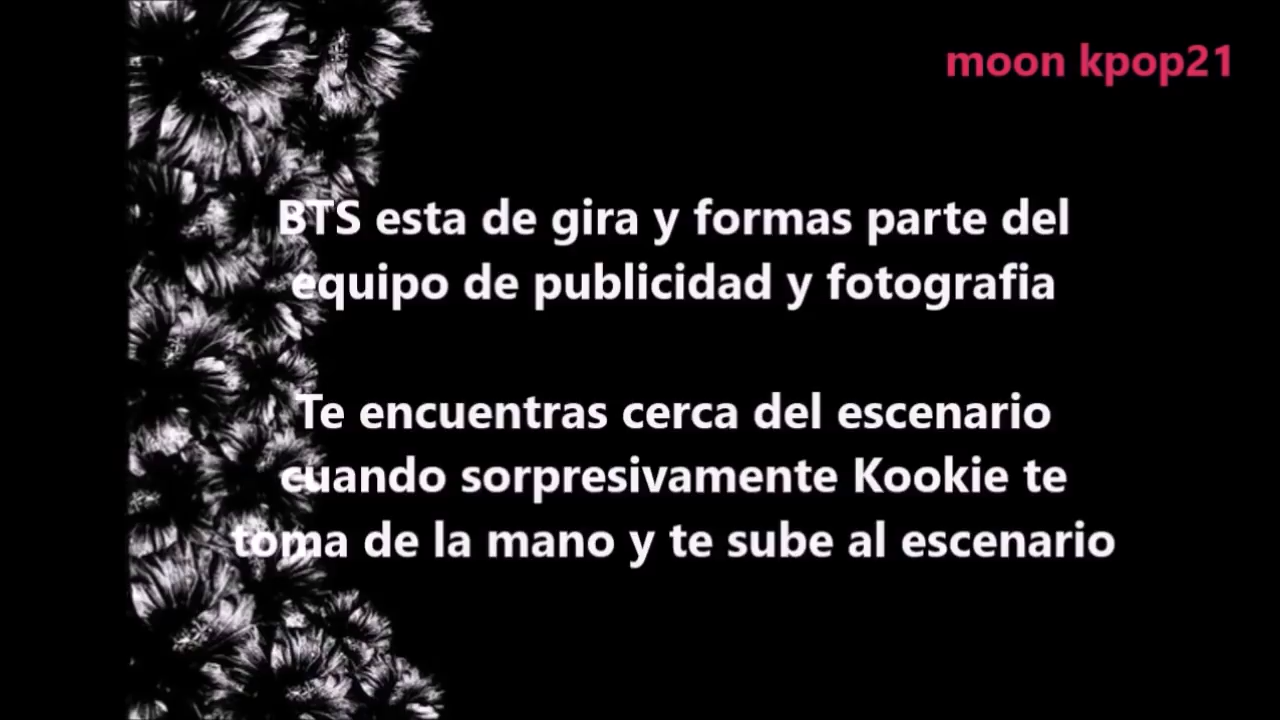 moon kpop21
BTS esta de gira y formas parte del
equipo de publicidad y fotografia
Te encuentras cerca del escenario
cuando sorpresivamente Kookie te
toma de la mano y te sube al escenario